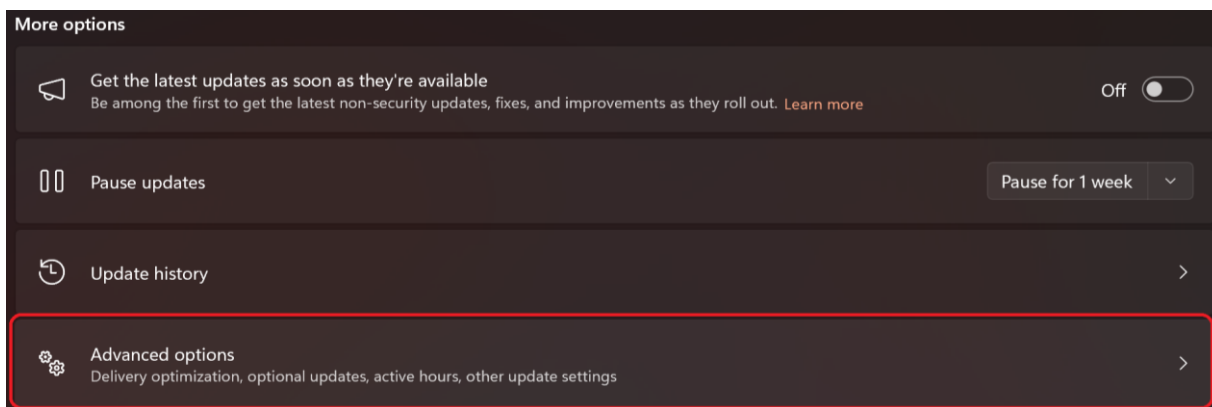 More options
Get the latest updates as soon as they're available
Be among the first to get the latest non-security updates, fixes, and improvements as they roll out. Learn more
Off
Pause updates
Pause for 1 week
Update history
Advanced options
Delivery optimization, optional updates, active hours, other update settings